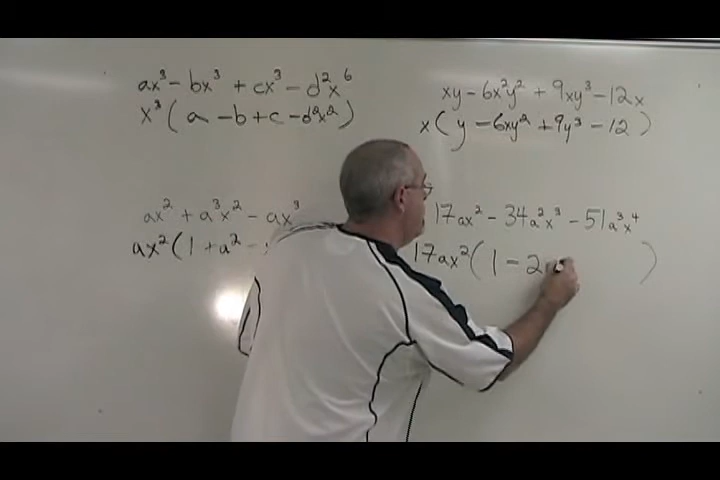 ax³ - bx³ + cx³ - d²x⁶
x³ ( a - b + c - d²x² )
xy - 6x²y² + 9xy³ - 12x
x ( y - 6xy² + 9y³ - 12 )
ax² + a³x² - ax³
ax² ( 1 + a² -
17ax² - 34a²x³ - 51a³x⁴
17ax² ( 1 - 2 )